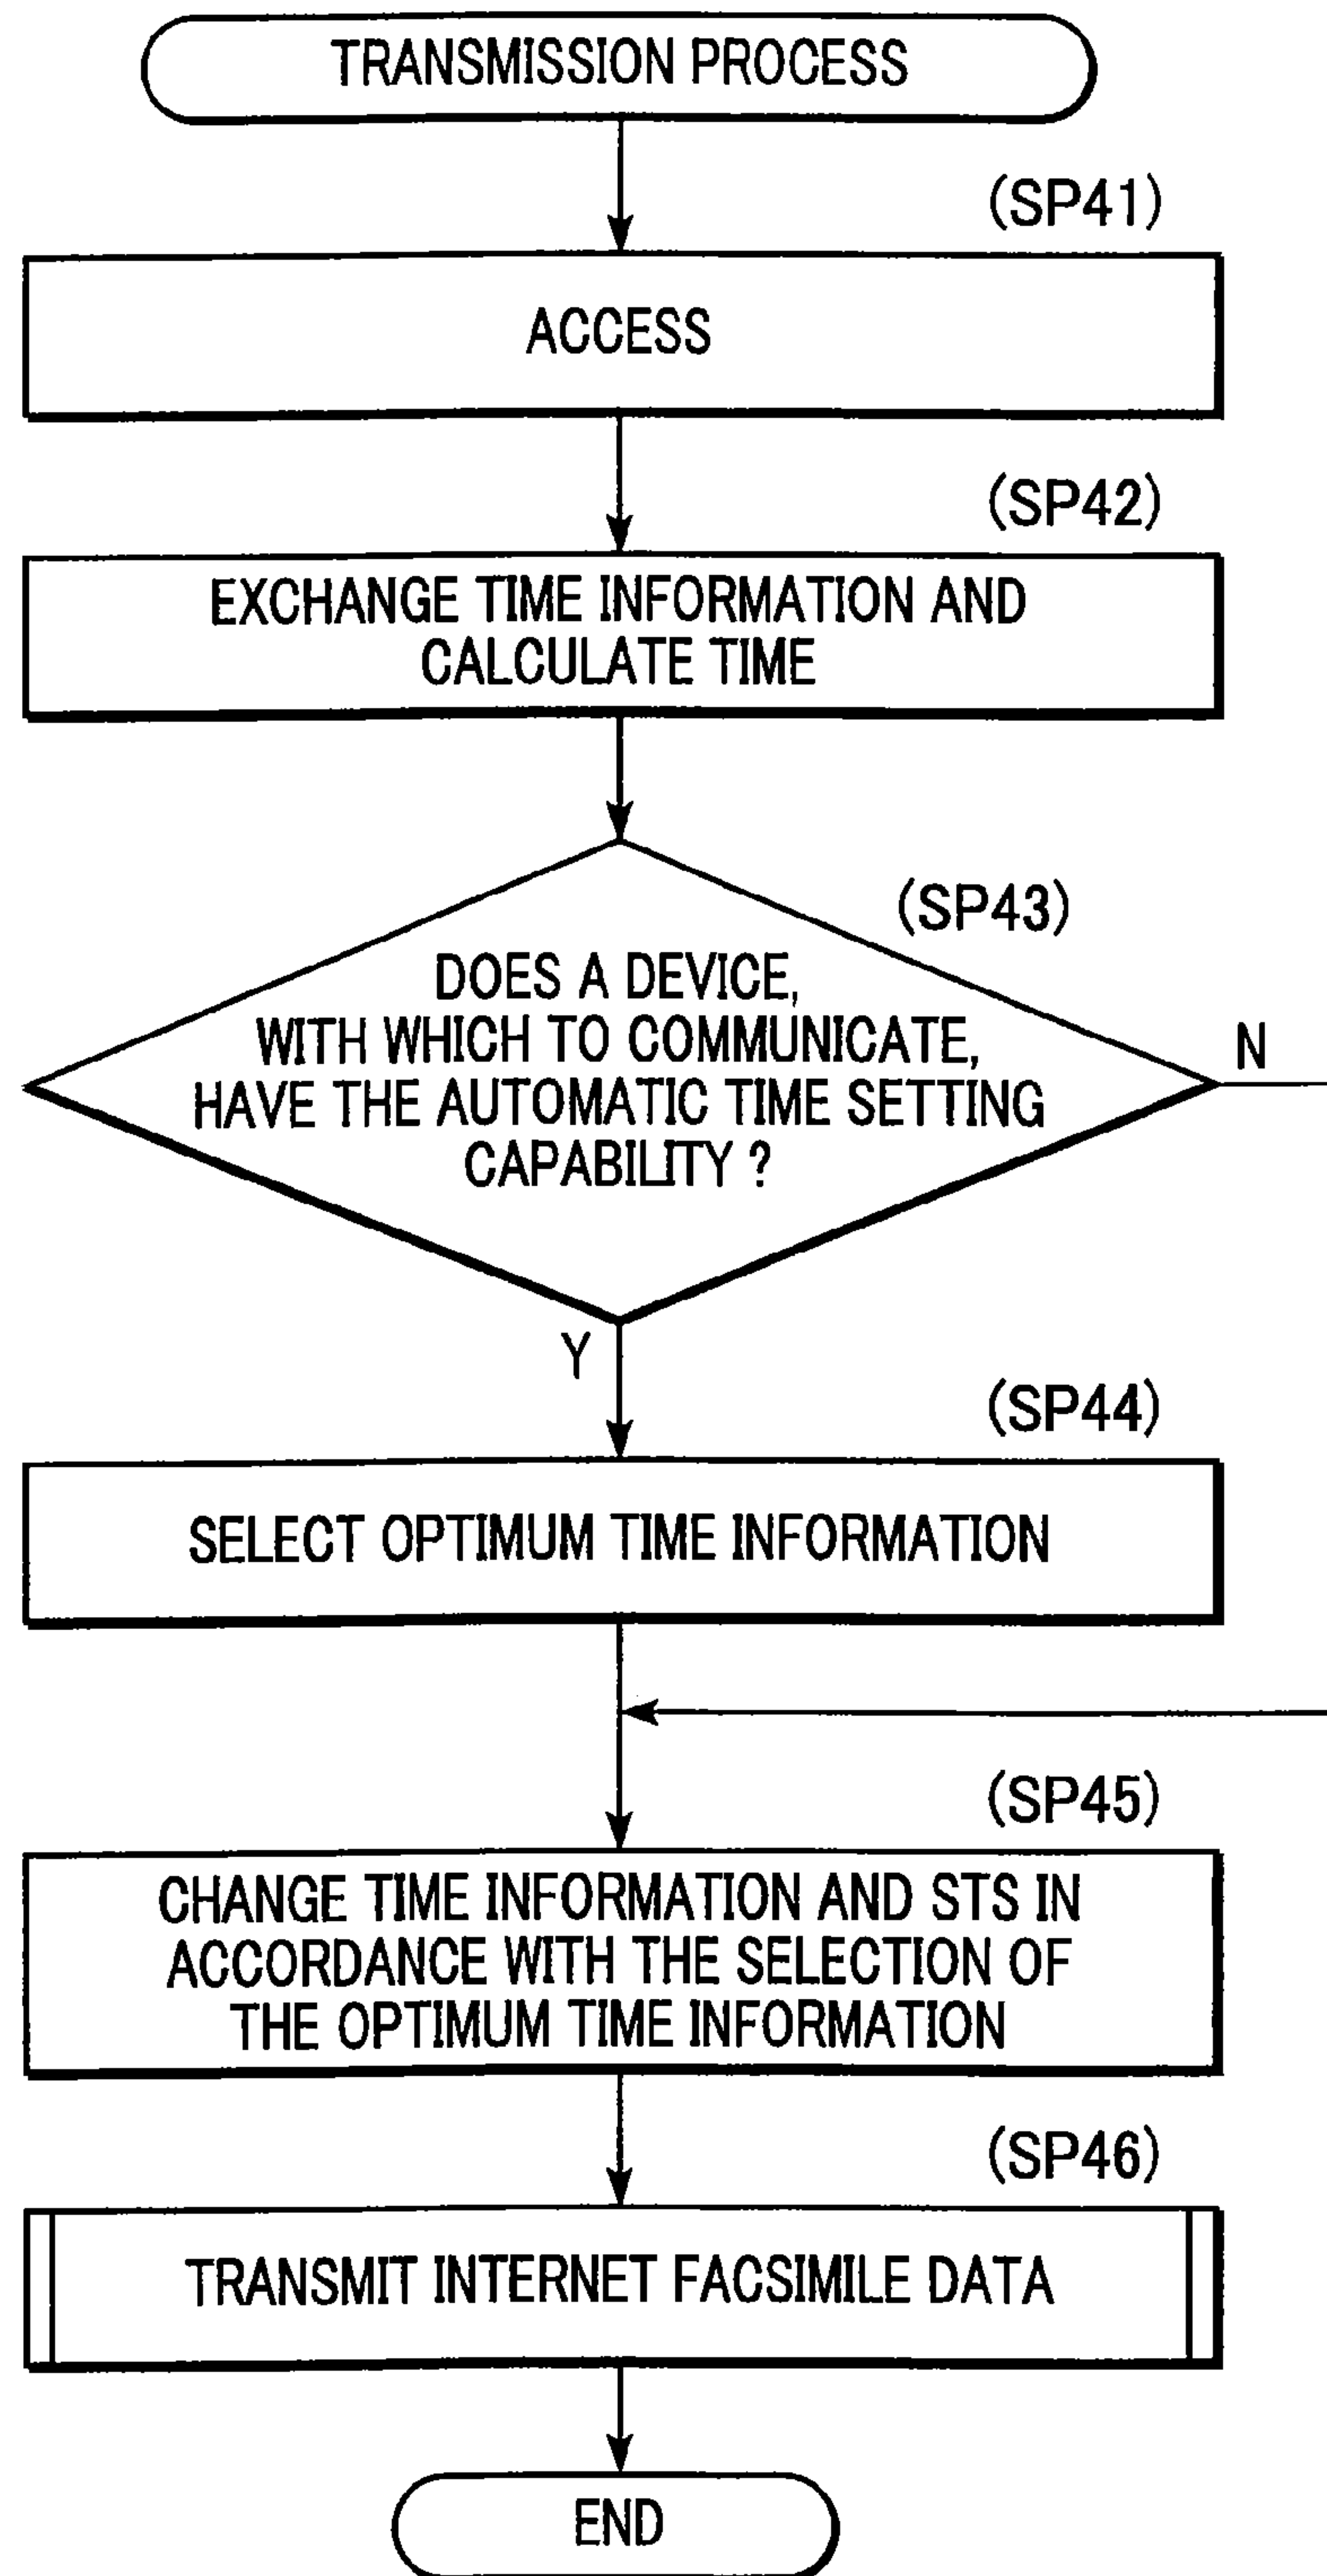 TRANSMISSION PROCESS
(SP41)
ACCESS
(SP42)
EXCHANGE TIME INFORMATION AND
CALCULATE TIME
(SP43)
DOES A DEVICE,
WITH WHICH TO COMMUNICATE,
HAVE THE AUTOMATIC TIME SETTING
CAPABILITY ?
N
Y
(SP44)
SELECT OPTIMUM TIME INFORMATION
(SP45)
CHANGE TIME INFORMATION AND STS IN
ACCORDANCE WITH THE SELECTION OF
THE OPTIMUM TIME INFORMATION
(SP46)
TRANSMIT INTERNET FACSIMILE DATA
END